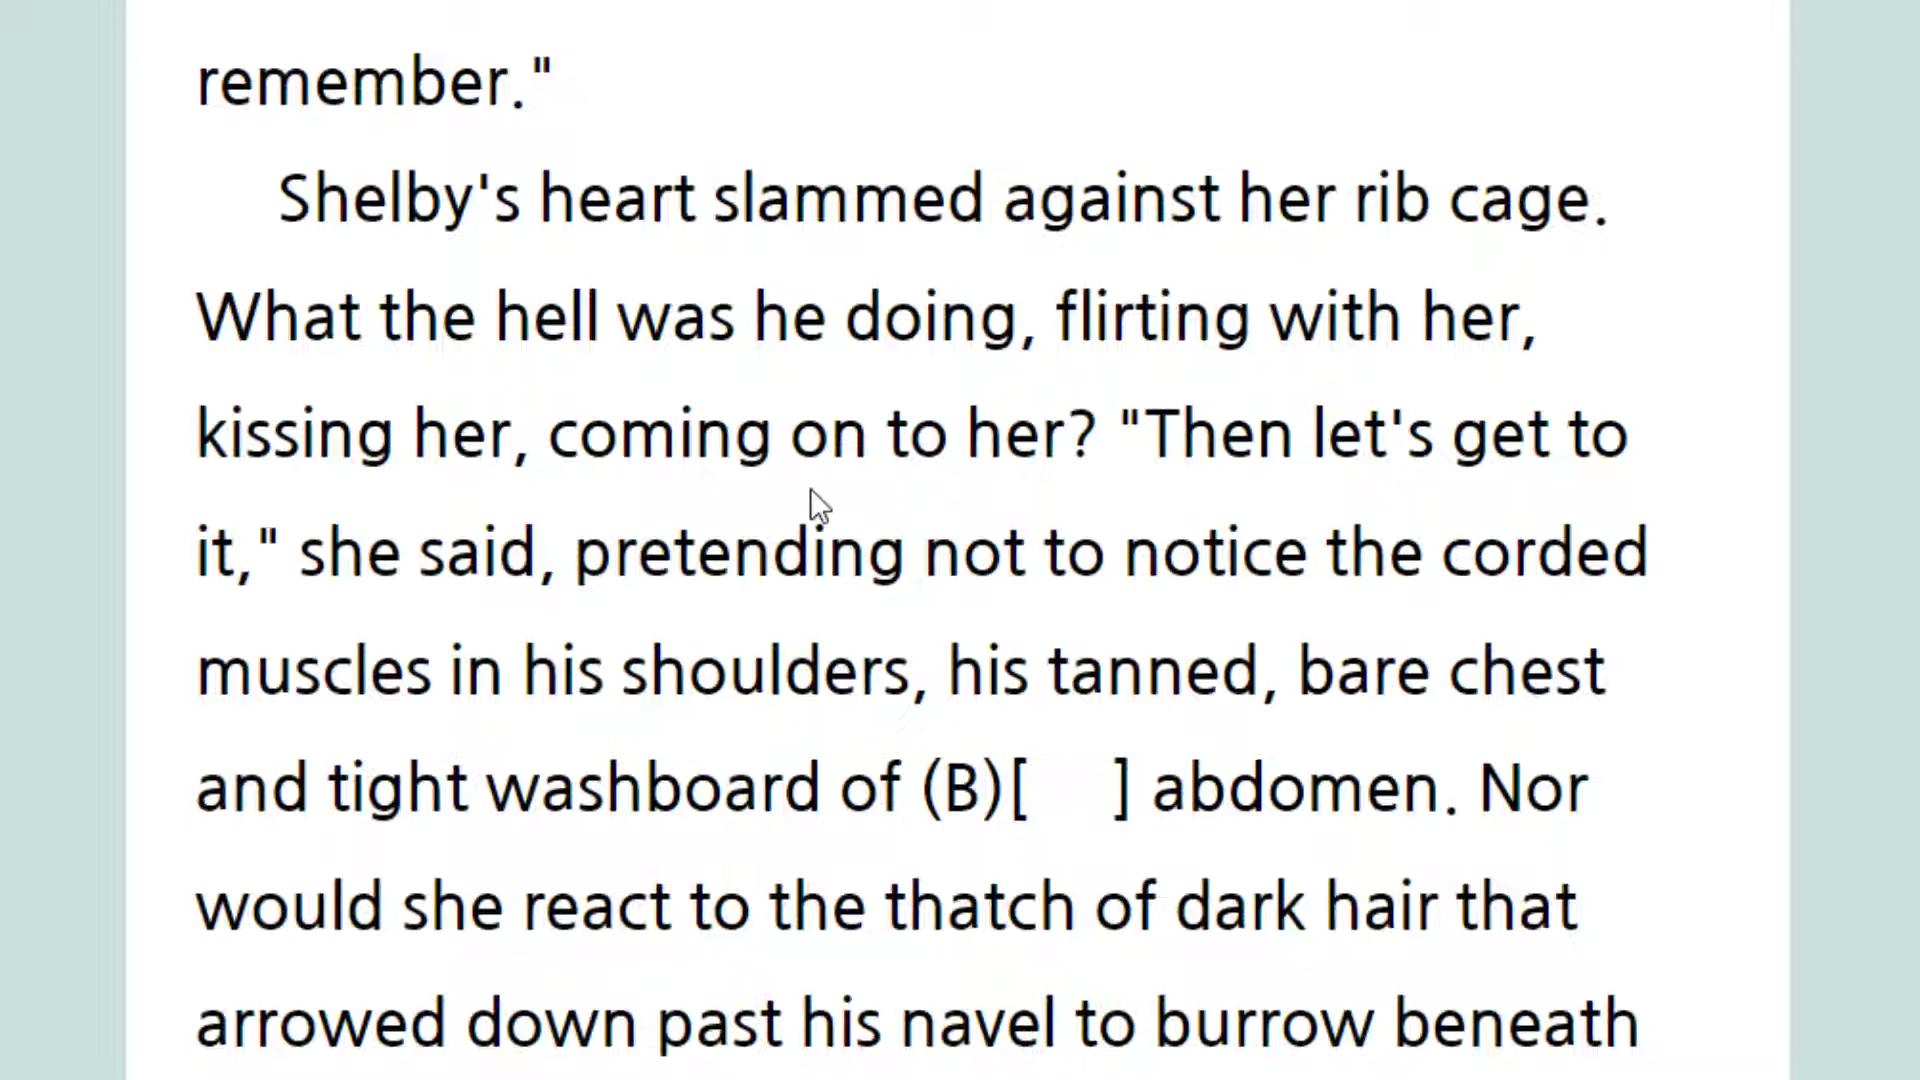 remember."
Shelby's heart slammed against her rib cage.
What the hell was he doing, flirting with her,
kissing her, coming on to her? "Then let's get to
it," she said, pretending not to notice the corded
muscles in his shoulders, his tanned, bare chest
and tight washboard of (B)[    ] abdomen. Nor
would she react to the thatch of dark hair that
arrowed down past his navel to burrow beneath